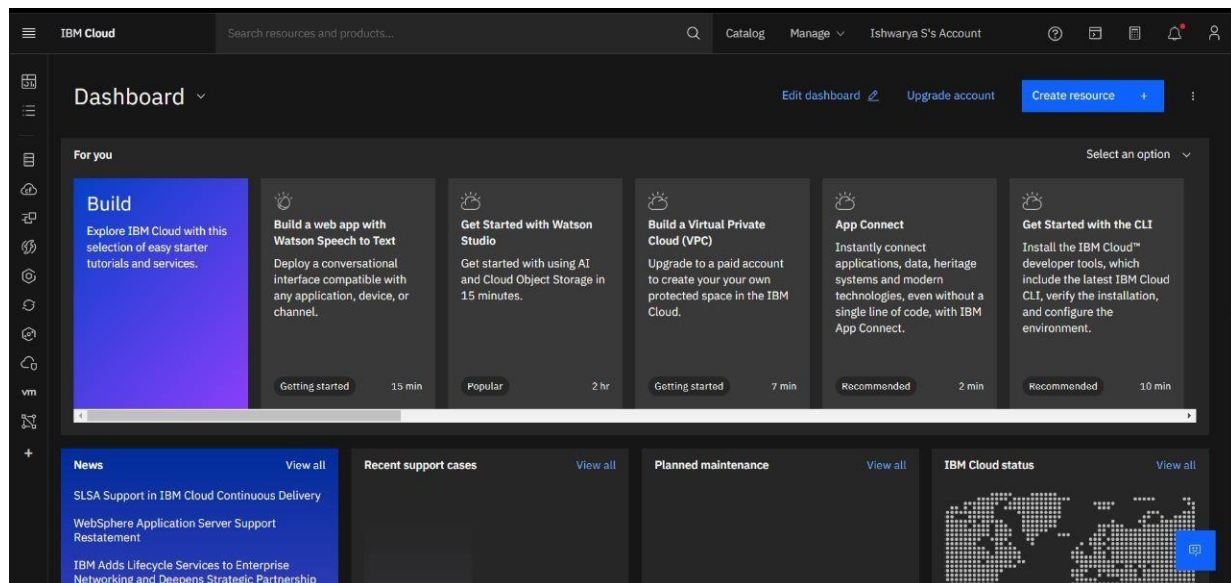 IBM Cloud
Search resources and products...
Catalog
Manage
Ishwarya S's Account
Dashboard
Edit dashboard
Upgrade account
Create resource +
For you
Select an option
Build
Explore IBM Cloud with this
selection of easy starter
tutorials and services.
Build a web app with
Watson Speech to Text
Deploy a conversational
interface compatible with
any application, device, or
channel.
Getting started
15 min
Get Started with Watson
Studio
Get started with using AI
and Cloud Object Storage in
15 minutes.
Popular
2 hr
Build a Virtual Private
Cloud (VPC)
Upgrade to a paid account
to create your your own
protected space in the IBM
Cloud.
Getting started
7 min
App Connect
Instantly connect
applications, data, heritage
systems and modern
technologies, even without a
single line of code, with IBM
App Connect.
Recommended
2 min
Get Started with the CLI
Install the IBM Cloud™
developer tools, which
include the latest IBM Cloud
CLI, verify the installation,
and configure the
environment.
Recommended
10 min
vm
News
View all
SLSA Support in IBM Cloud Continuous Delivery
WebSphere Application Server Support
Restatement
IBM Adds Lifecycle Services to Enterprise
Networking and Deepens Strategic Partnership
Recent support cases
View all
Planned maintenance
View all
IBM Cloud status
View all